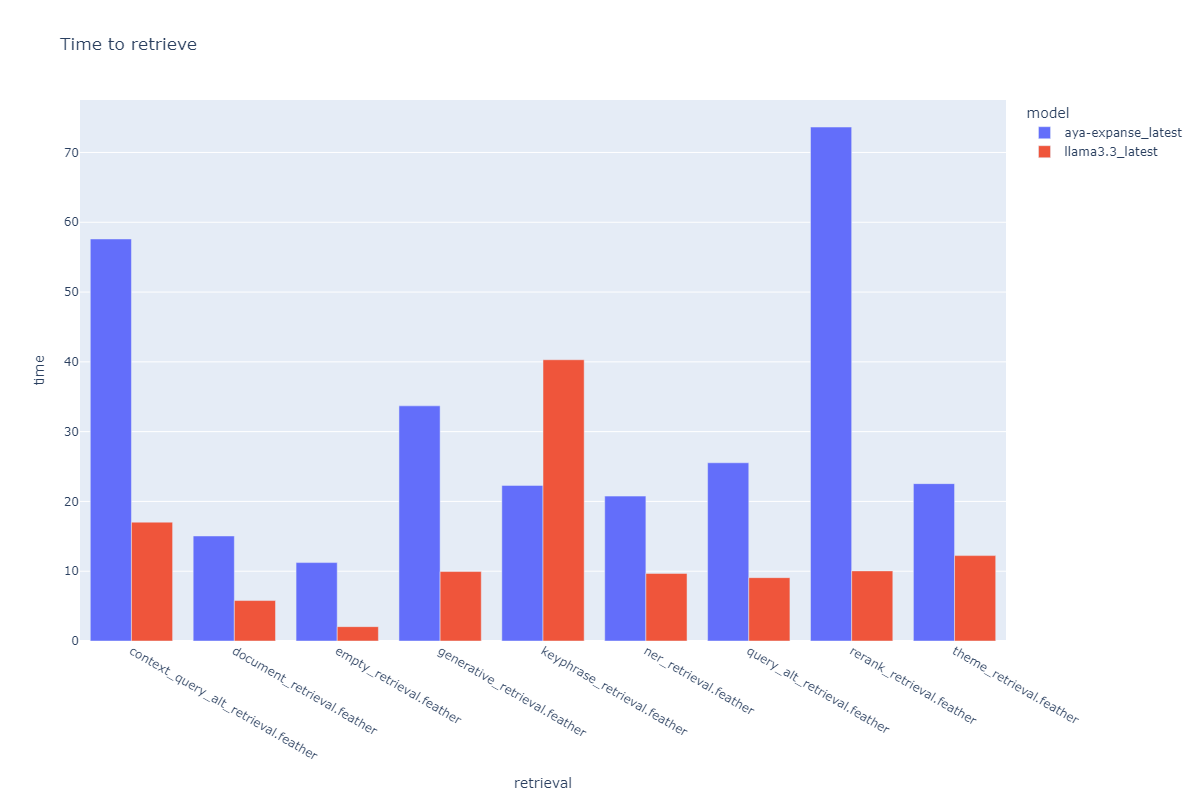 Time to retrieve
model
aya-expanse_latest
llama3.3_latest
time
70
60
50
40
30
20
10
0
context_query_alt_retrieval.feather
document_retrieval.feather
empty_retrieval.feather
generative_retrieval.feather
keyphrase_retrieval.feather
ner_retrieval.feather
query_alt_retrieval.feather
rerank_retrieval.feather
theme_retrieval.feather
retrieval